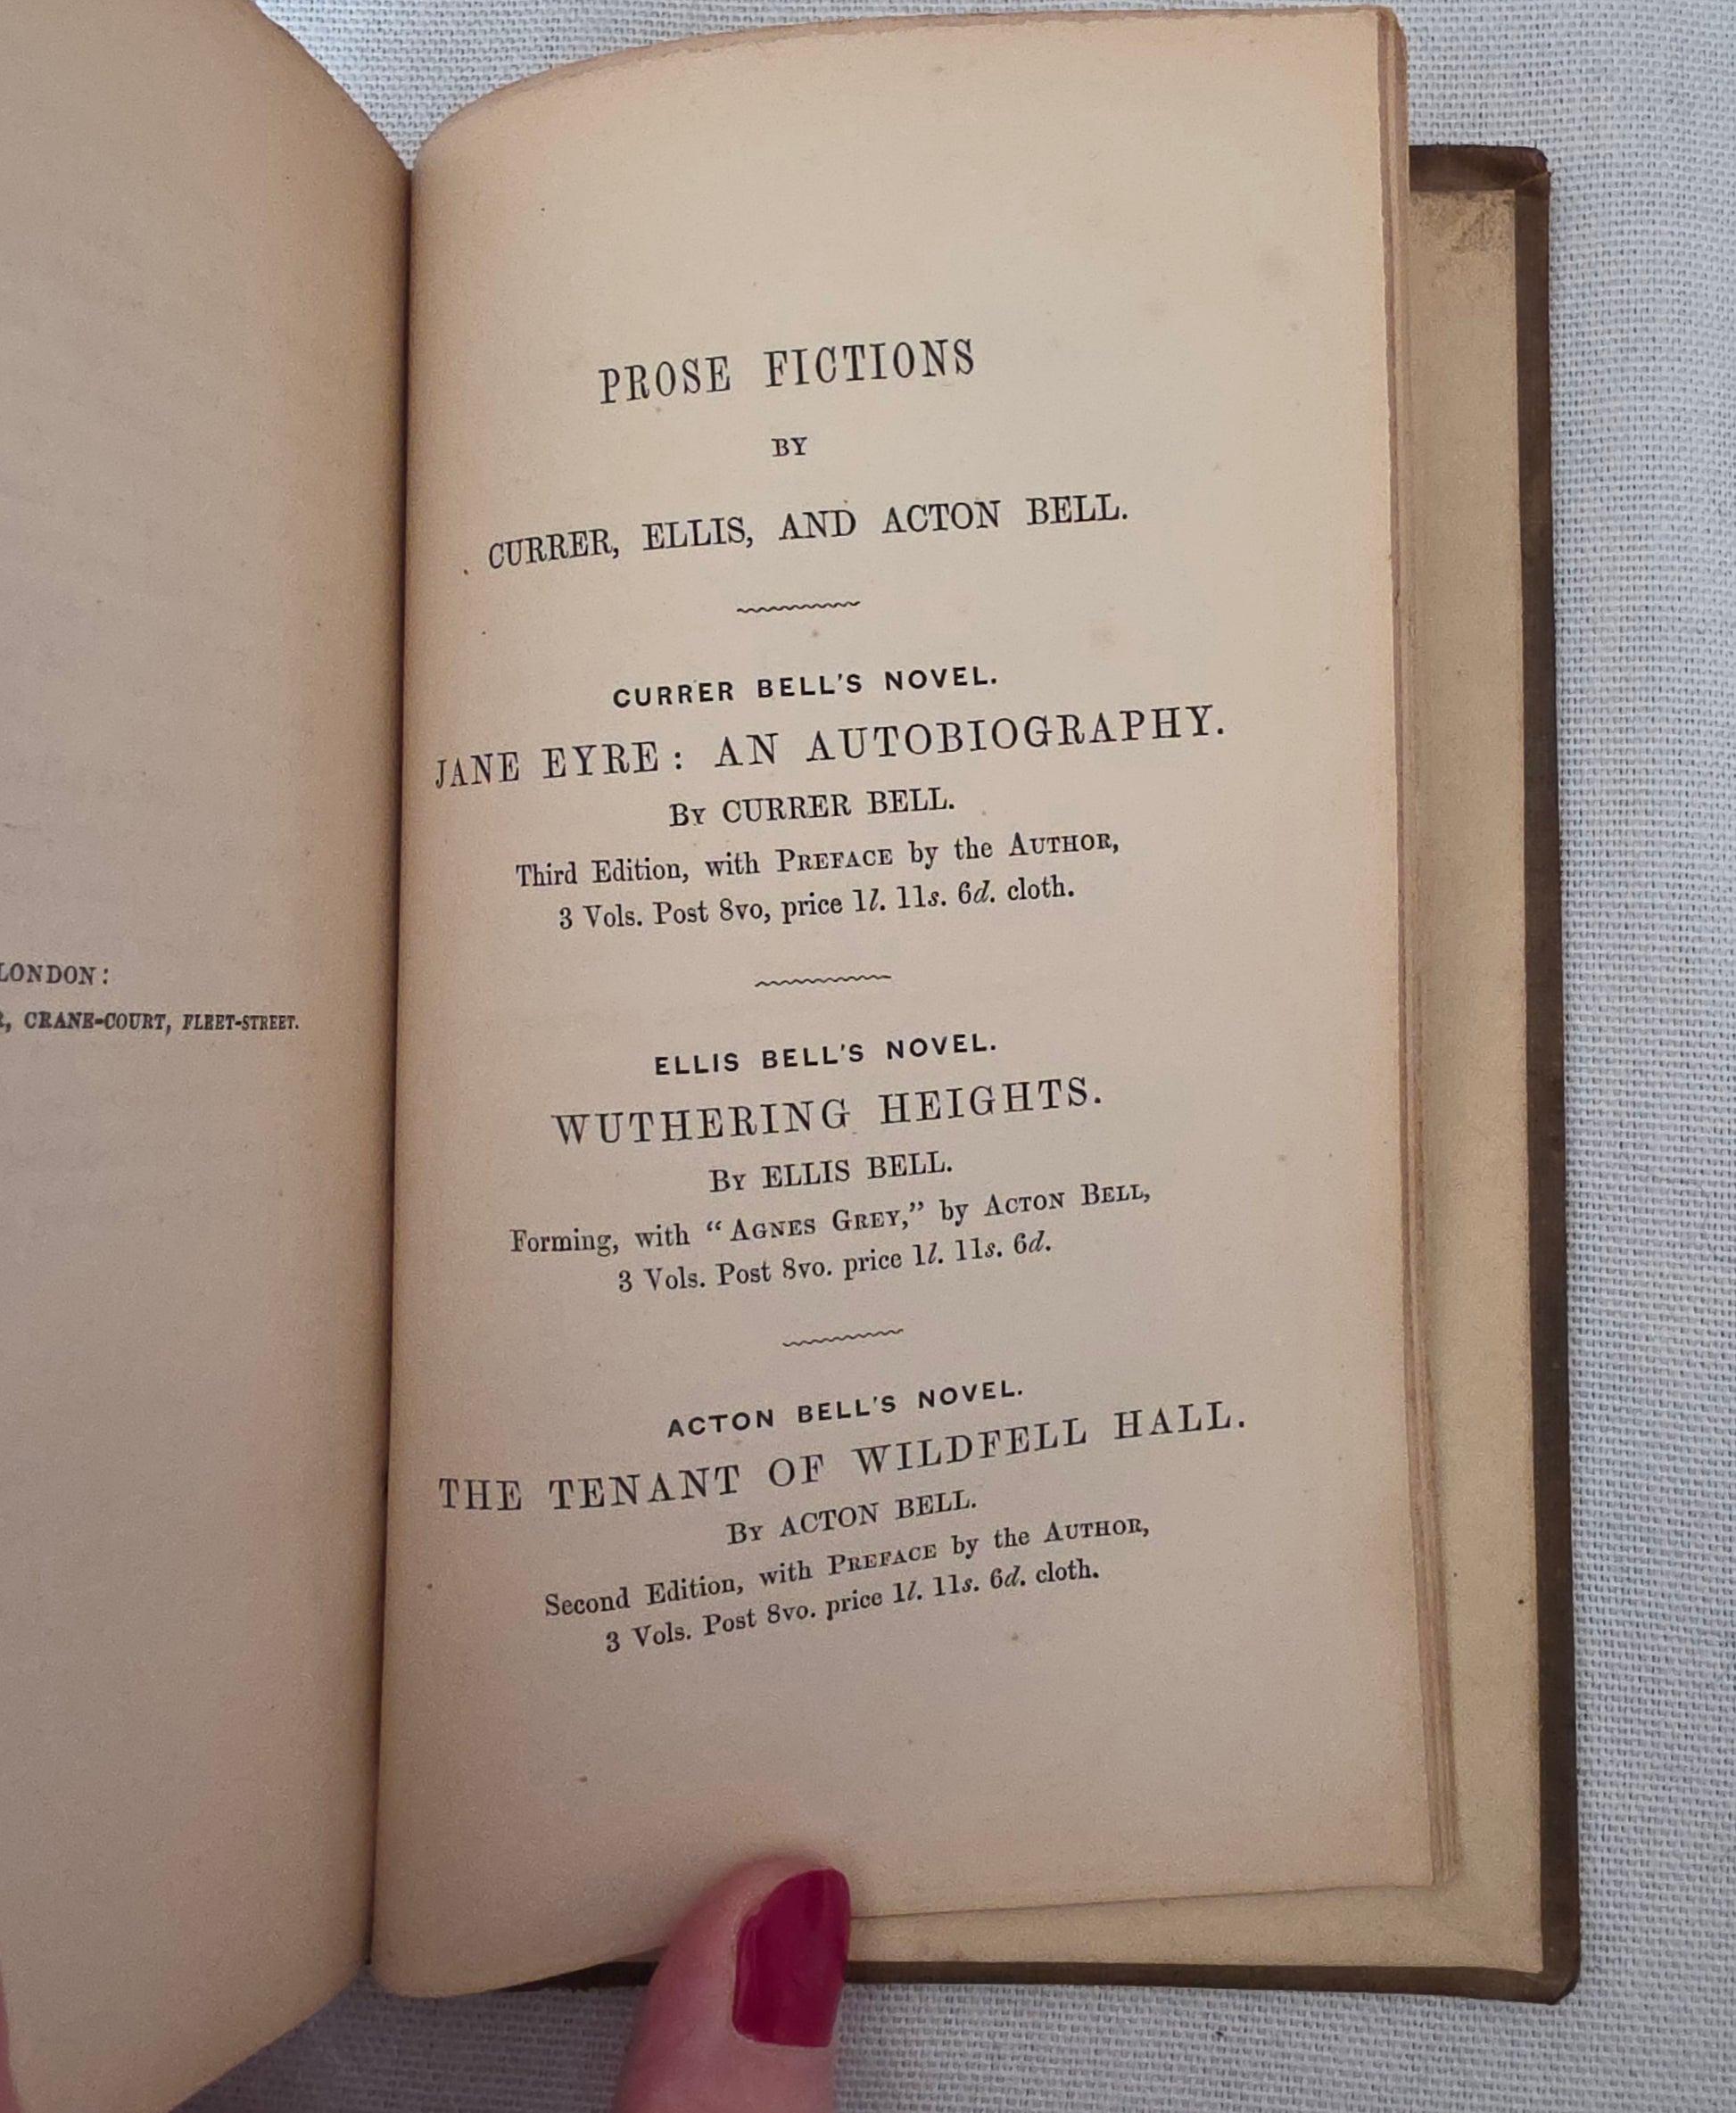 LONDON:
CRANE-COURT, FLEET-STREET.
PROSE FICTIONS
BY
CURRER, ELLIS, AND ACTON BELL.
CURRER BELL'S NOVEL.
JANE EYRE: AN AUTOBIOGRAPHY.
By CURRER BELL.
Third Edition, with PREFACE by the AUTHOR,
3 Vols. Post 8vo, price 1l. 11s. 6d. cloth.
ELLIS BELL'S NOVEL.
WUTHERING HEIGHTS.
By ELLIS BELL.
Forming, with "AGNES GREY," by ACTON BELL,
3 Vols. Post 8vo. price 1l. 11s. 6d.
ACTON BELL'S NOVEL.
THE TENANT OF WILDFELL HALL.
By ACTON BELL.
Second Edition, with PREFACE by the AUTHOR,
3 Vols. Post 8vo. price 1l. 11s. 6d. cloth.